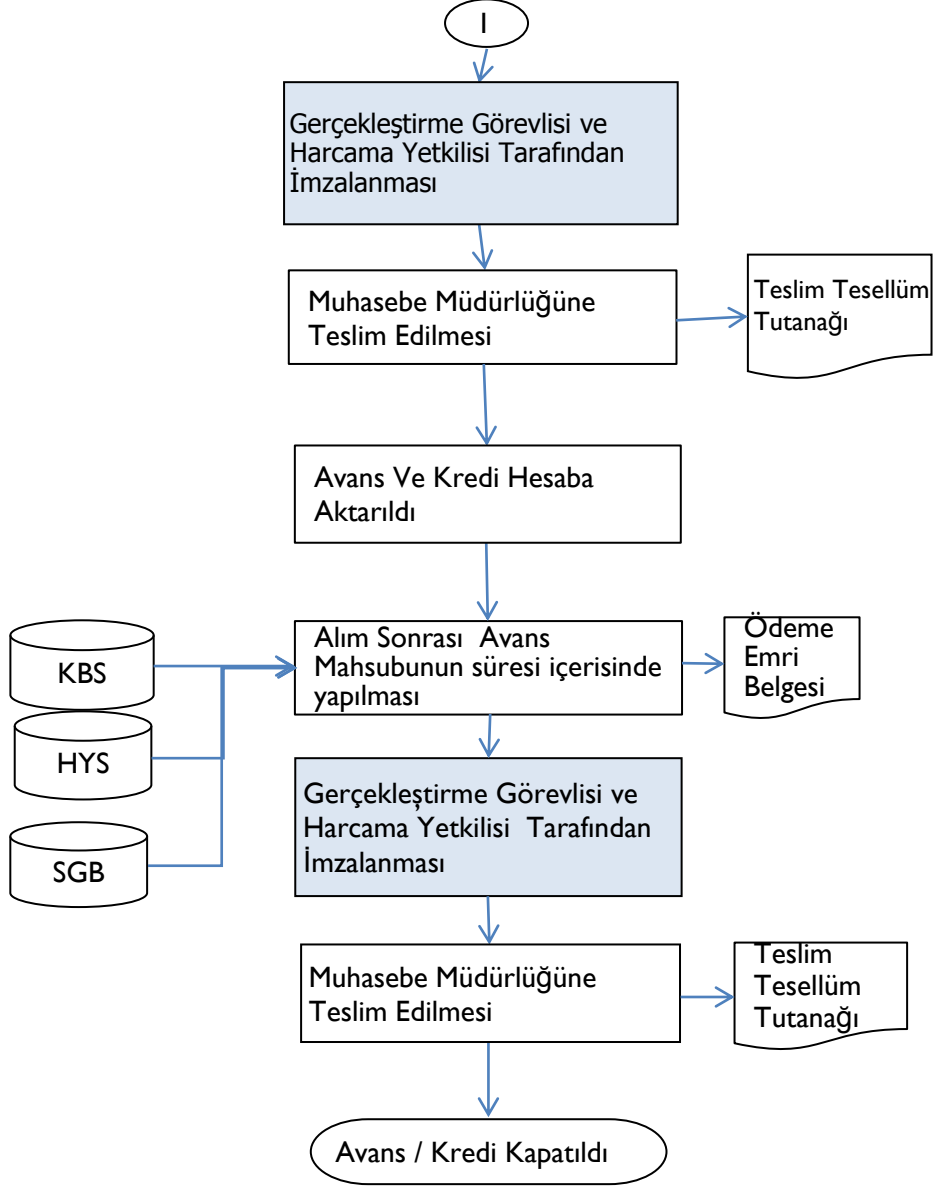 I
Gerçekleştirme Görevlisi ve
Harcama Yetkilisi Tarafından
İmzalanması
Muhasebe Müdürlüğüne
Teslim Edilmesi
Teslim Tesellüm
Tutanağı
Avans Ve Kredi Hesaba
Aktarıldı
KBS
HYS
SGB
Alım Sonrası Avans
Mahsubunun süresi içerisinde
yapılması
Ödeme
Emri
Belgesi
Gerçekleştirme Görevlisi ve
Harcama Yetkilisi Tarafından
İmzalanması
Muhasebe Müdürlüğüne
Teslim Edilmesi
Teslim
Tesellüm
Tutanağı
Avans / Kredi Kapatıldı